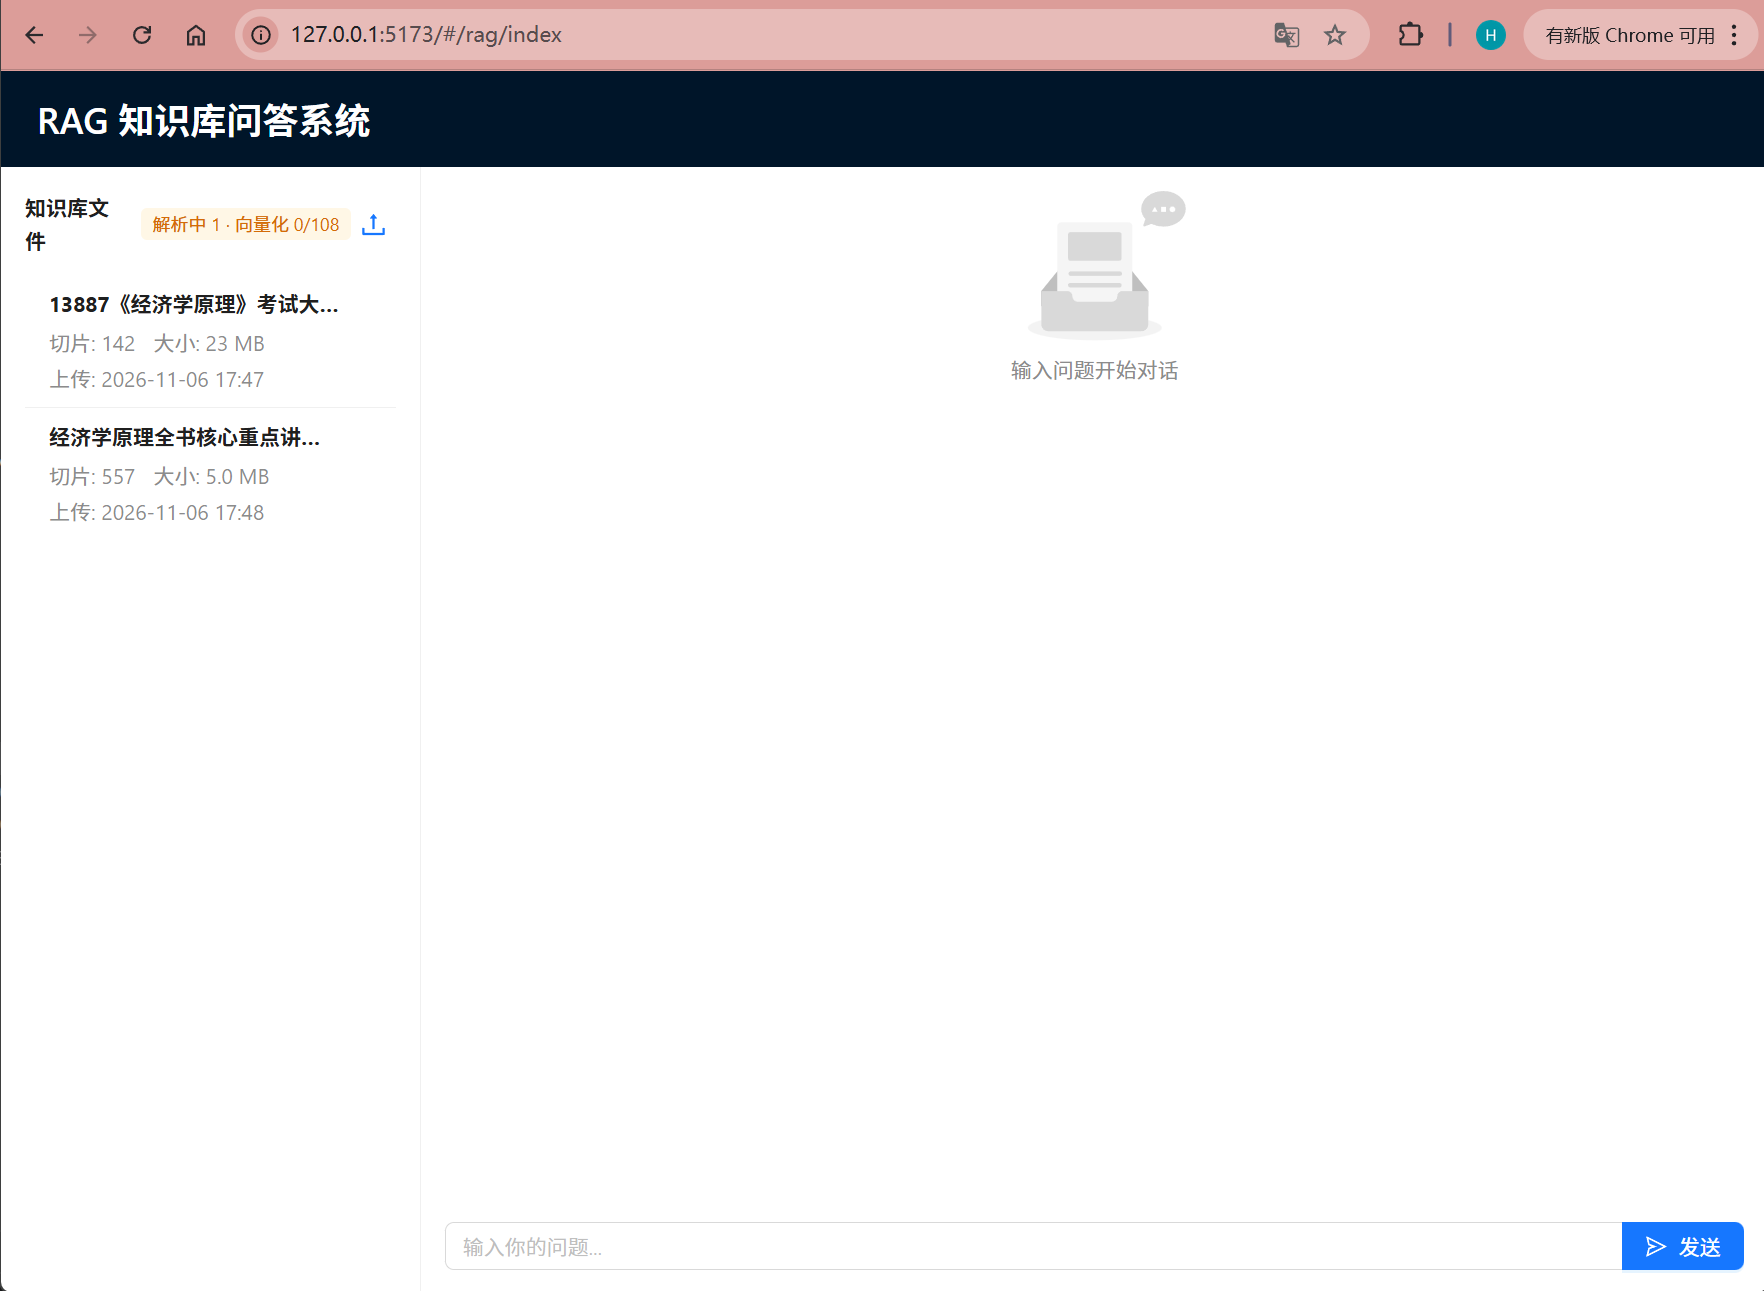 127.0.0.1:5173/#/rag/index
H
有新版 Chrome 可用
RAG 知识库问答系统
知识库文件
解析中 1 · 向量化 0/108
13887《经济学原理》考试大...
切片: 142 大小: 23 MB
上传: 2026-11-06 17:47
经济学原理全书核心重点讲...
切片: 557 大小: 5.0 MB
上传: 2026-11-06 17:48
输入问题开始对话
输入你的问题...
发送